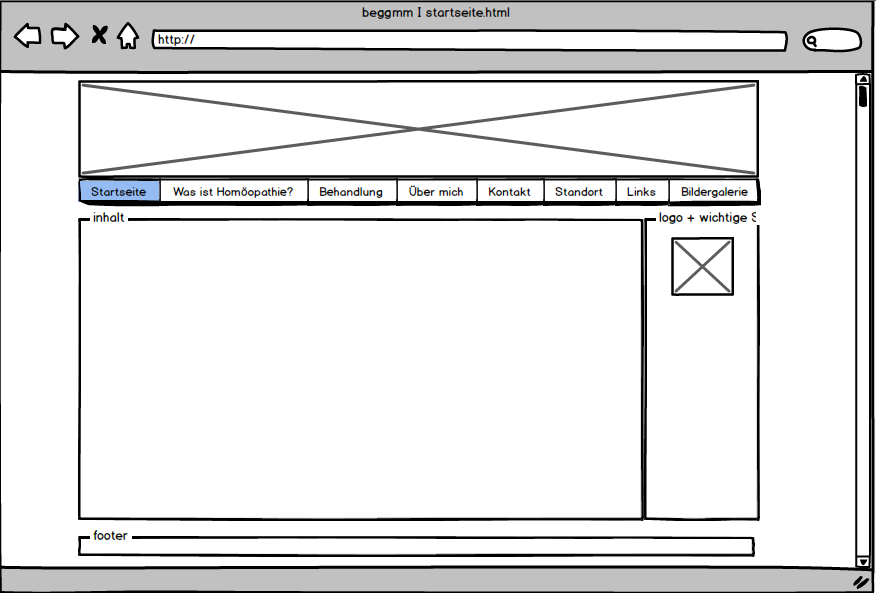 beggmm I startseite.html
http://
Startseite Was ist Homöopathie? Behandlung Über mich Kontakt Standort Links Bildergalerie
inhalt
logo + wichtige S
footer